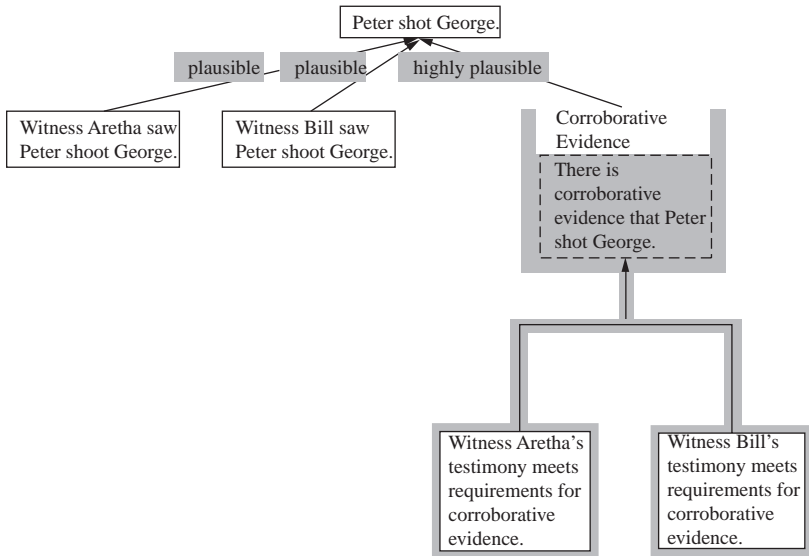 Peter shot George.
plausible
plausible
highly plausible
Witness Aretha saw
Peter shoot George.
Witness Bill saw
Peter shoot George.
Corroborative
Evidence
There is
corroborative
evidence that Peter
shot George.
Witness Aretha's
testimony meets
requirements for
corroborative
evidence.
Witness Bill's
testimony meets
requirements for
corroborative
evidence.